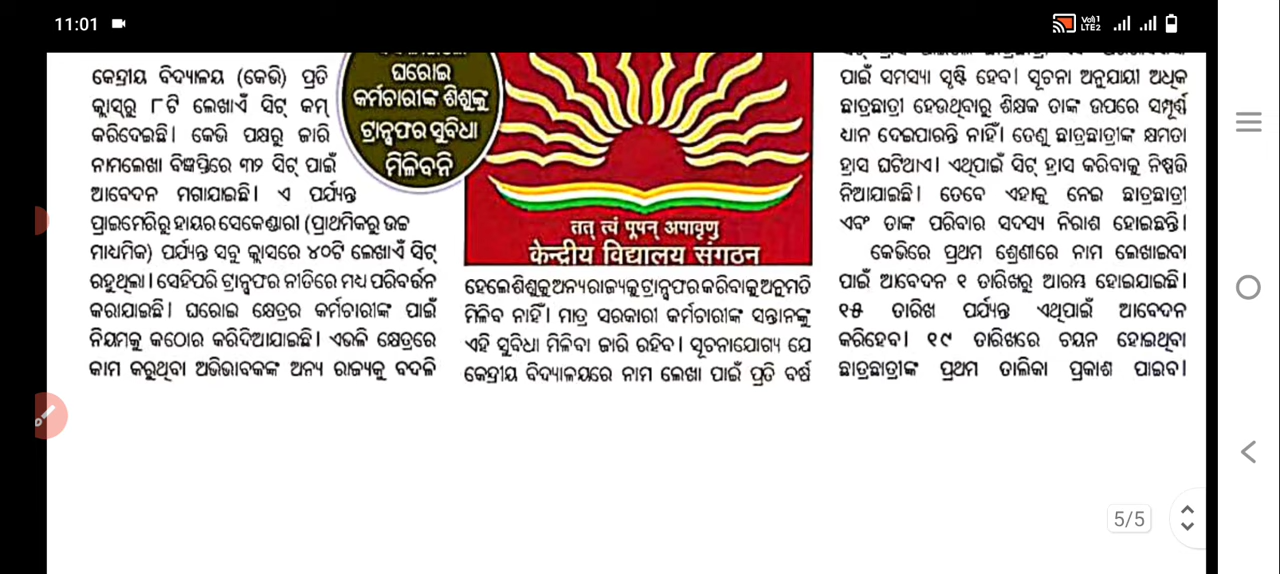 11:01
Vo))1
LTE2
କେନ୍ଦ୍ରୀୟ ବିଦ୍ୟାଳୟ (କେଭି) ପ୍ରତି
କ୍ଲାସରୁ ୮ଟି ଲେଖାଏଁ ସିଟ୍ କମ୍
କରିଦେଇଛି। କେଭି ପକ୍ଷରୁ ଜାରି
ନାମଲେଖା ବିଜ୍ଞପ୍ତିରେ ୩୨ ସିଟ୍ ପାଇଁ
ଆବେଦନ ମଗାଯାଇଛି। ଏ ପର୍ଯ୍ୟନ୍ତ
ପ୍ରାଇମେରିରୁ ହାୟର ସେକେଣ୍ଡାରୀ (ପ୍ରାଥମିକରୁ ଉଚ୍ଚ
ମାଧ୍ୟମିକ) ପର୍ଯ୍ୟନ୍ତ ସବୁ କ୍ଲାସରେ ୪୦ଟି ଲେଖାଏଁ ସିଟ୍
ରହୁଥିଲା। ସେହିପରି ଟ୍ରାନ୍ସଫର ନୀତିରେ ମଧ୍ୟ ପରିବର୍ତ୍ତନ
କରାଯାଇଛି। ଘରୋଇ କ୍ଷେତ୍ରର କର୍ମଚାରୀଙ୍କ ପାଇଁ
ନିୟମକୁ କଠୋର କରିଦିଆଯାଇଛି। ଏଭଳି କ୍ଷେତ୍ରରେ
କାମ କରୁଥିବା ଅଭିଭାବକଙ୍କ ଅନ୍ୟ ରାଜ୍ୟକୁ ବଦଳି
ଘରୋଇ
କର୍ମଚାରୀଙ୍କ ଶିଶୁଙ୍କୁ
ଟ୍ରାନ୍ସଫର ସୁବିଧା
ମିଳିବନି
तत् त्वं पूषन् अपावृणु
केन्द्रीय विद्यालय संगठन
ହେଲେ ଶିଶୁକୁ ଅନ୍ୟ ରାଜ୍ୟକୁ ଟ୍ରାନ୍ସଫର କରିବାକୁ ଅନୁମତି
ମିଳିବ ନାହିଁ। ମାତ୍ର ସରକାରୀ କର୍ମଚାରୀଙ୍କ ସନ୍ତାନଙ୍କୁ
ଏହି ସୁବିଧା ମିଳିବା ଜାରି ରହିବ। ସୂଚନାଯୋଗ୍ୟ ଯେ
କେନ୍ଦ୍ରୀୟ ବିଦ୍ୟାଳୟରେ ନାମ ଲେଖା ପାଇଁ ପ୍ରତି ବର୍ଷ
ପାଇଁ ସମସ୍ୟା ସୃଷ୍ଟି ହେବ। ସୂଚନା ଅନୁଯାୟୀ ଅଧିକ
ଛାତ୍ରଛାତ୍ରୀ ହେଉଥିବାରୁ ଶିକ୍ଷକ ତାଙ୍କ ଉପରେ ସମ୍ପୂର୍ଣ୍ଣ
ଧ୍ୟାନ ଦେଇପାରନ୍ତି ନାହିଁ। ତେଣୁ ଛାତ୍ରଛାତ୍ରୀଙ୍କ କ୍ଷମତା
ହ୍ରାସ ଘଟିଥାଏ। ଏଥିପାଇଁ ସିଟ୍ ହ୍ରାସ କରିବାକୁ ନିଷ୍ପତ୍ତି
ନିଆଯାଇଛି। ତେବେ ଏହାକୁ ନେଇ ଛାତ୍ରଛାତ୍ରୀ
ଏବଂ ତାଙ୍କ ପରିବାର ସଦସ୍ୟ ନିରାଶ ହୋଇଛନ୍ତି।
କେଭିରେ ପ୍ରଥମ ଶ୍ରେଣୀରେ ନାମ ଲେଖାଇବା
ପାଇଁ ଆବେଦନ ୧ ତାରିଖରୁ ଆରମ୍ଭ ହୋଇଯାଇଛି।
୧୫ ତାରିଖ ପର୍ଯ୍ୟନ୍ତ ଏଥିପାଇଁ ଆବେଦନ
କରିହେବ। ୧୯ ତାରିଖରେ ଚୟନ ହୋଇଥିବା
ଛାତ୍ରଛାତ୍ରୀଙ୍କ ପ୍ରଥମ ତାଲିକା ପ୍ରକାଶ ପାଇବ।
5/5